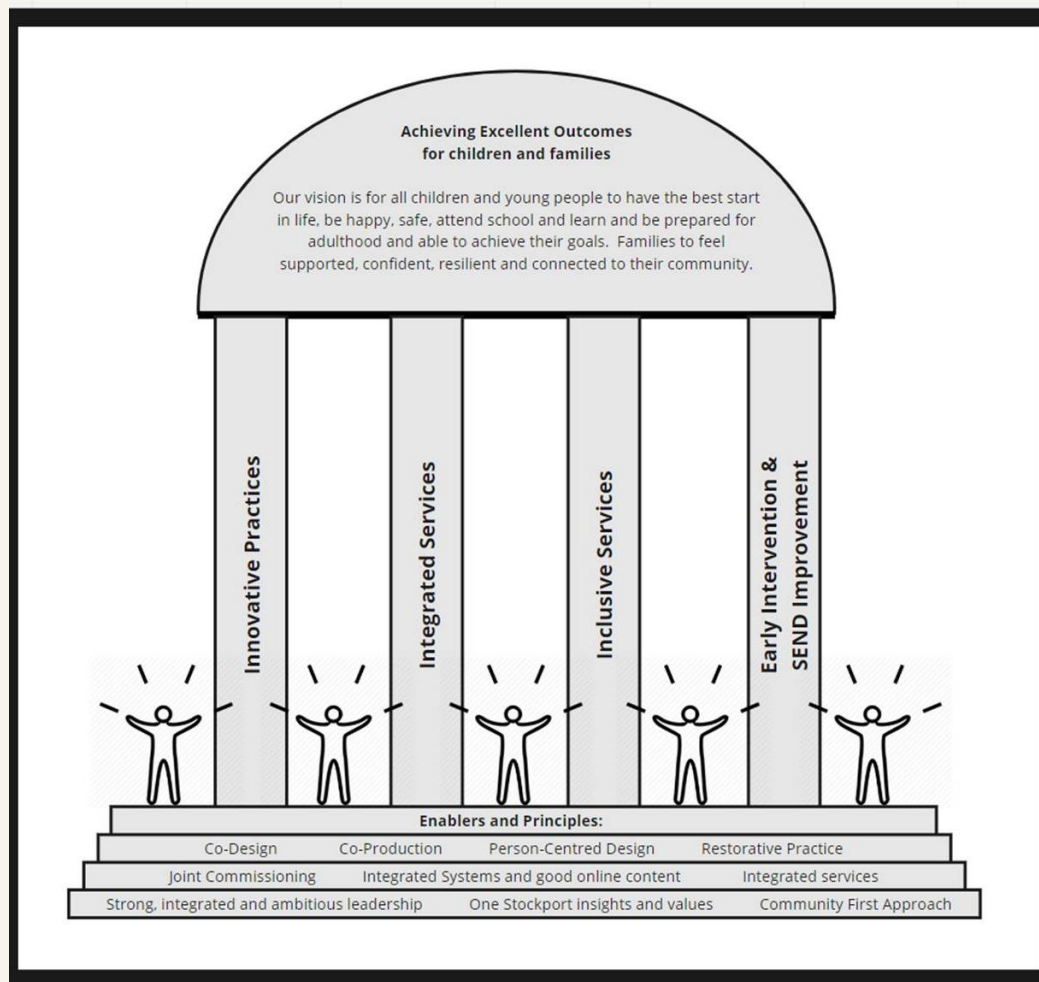 Achieving Excellent Outcomes
for children and families
Our vision is for all children and young people to have the best start
in life, be happy, safe, attend school and learn and be prepared for
adulthood and able to achieve their goals.  Families to feel
supported, confident, resilient and connected to their community.
Innovative Practices
Integrated Services
Inclusive Services
Early Intervention &
SEND Improvement
Enablers and Principles:
Co-Design Co-Production Person-Centred Design Restorative Practice
Joint Commissioning Integrated Systems and good online content Integrated services
Strong, integrated and ambitious leadership One Stockport insights and values Community First Approach